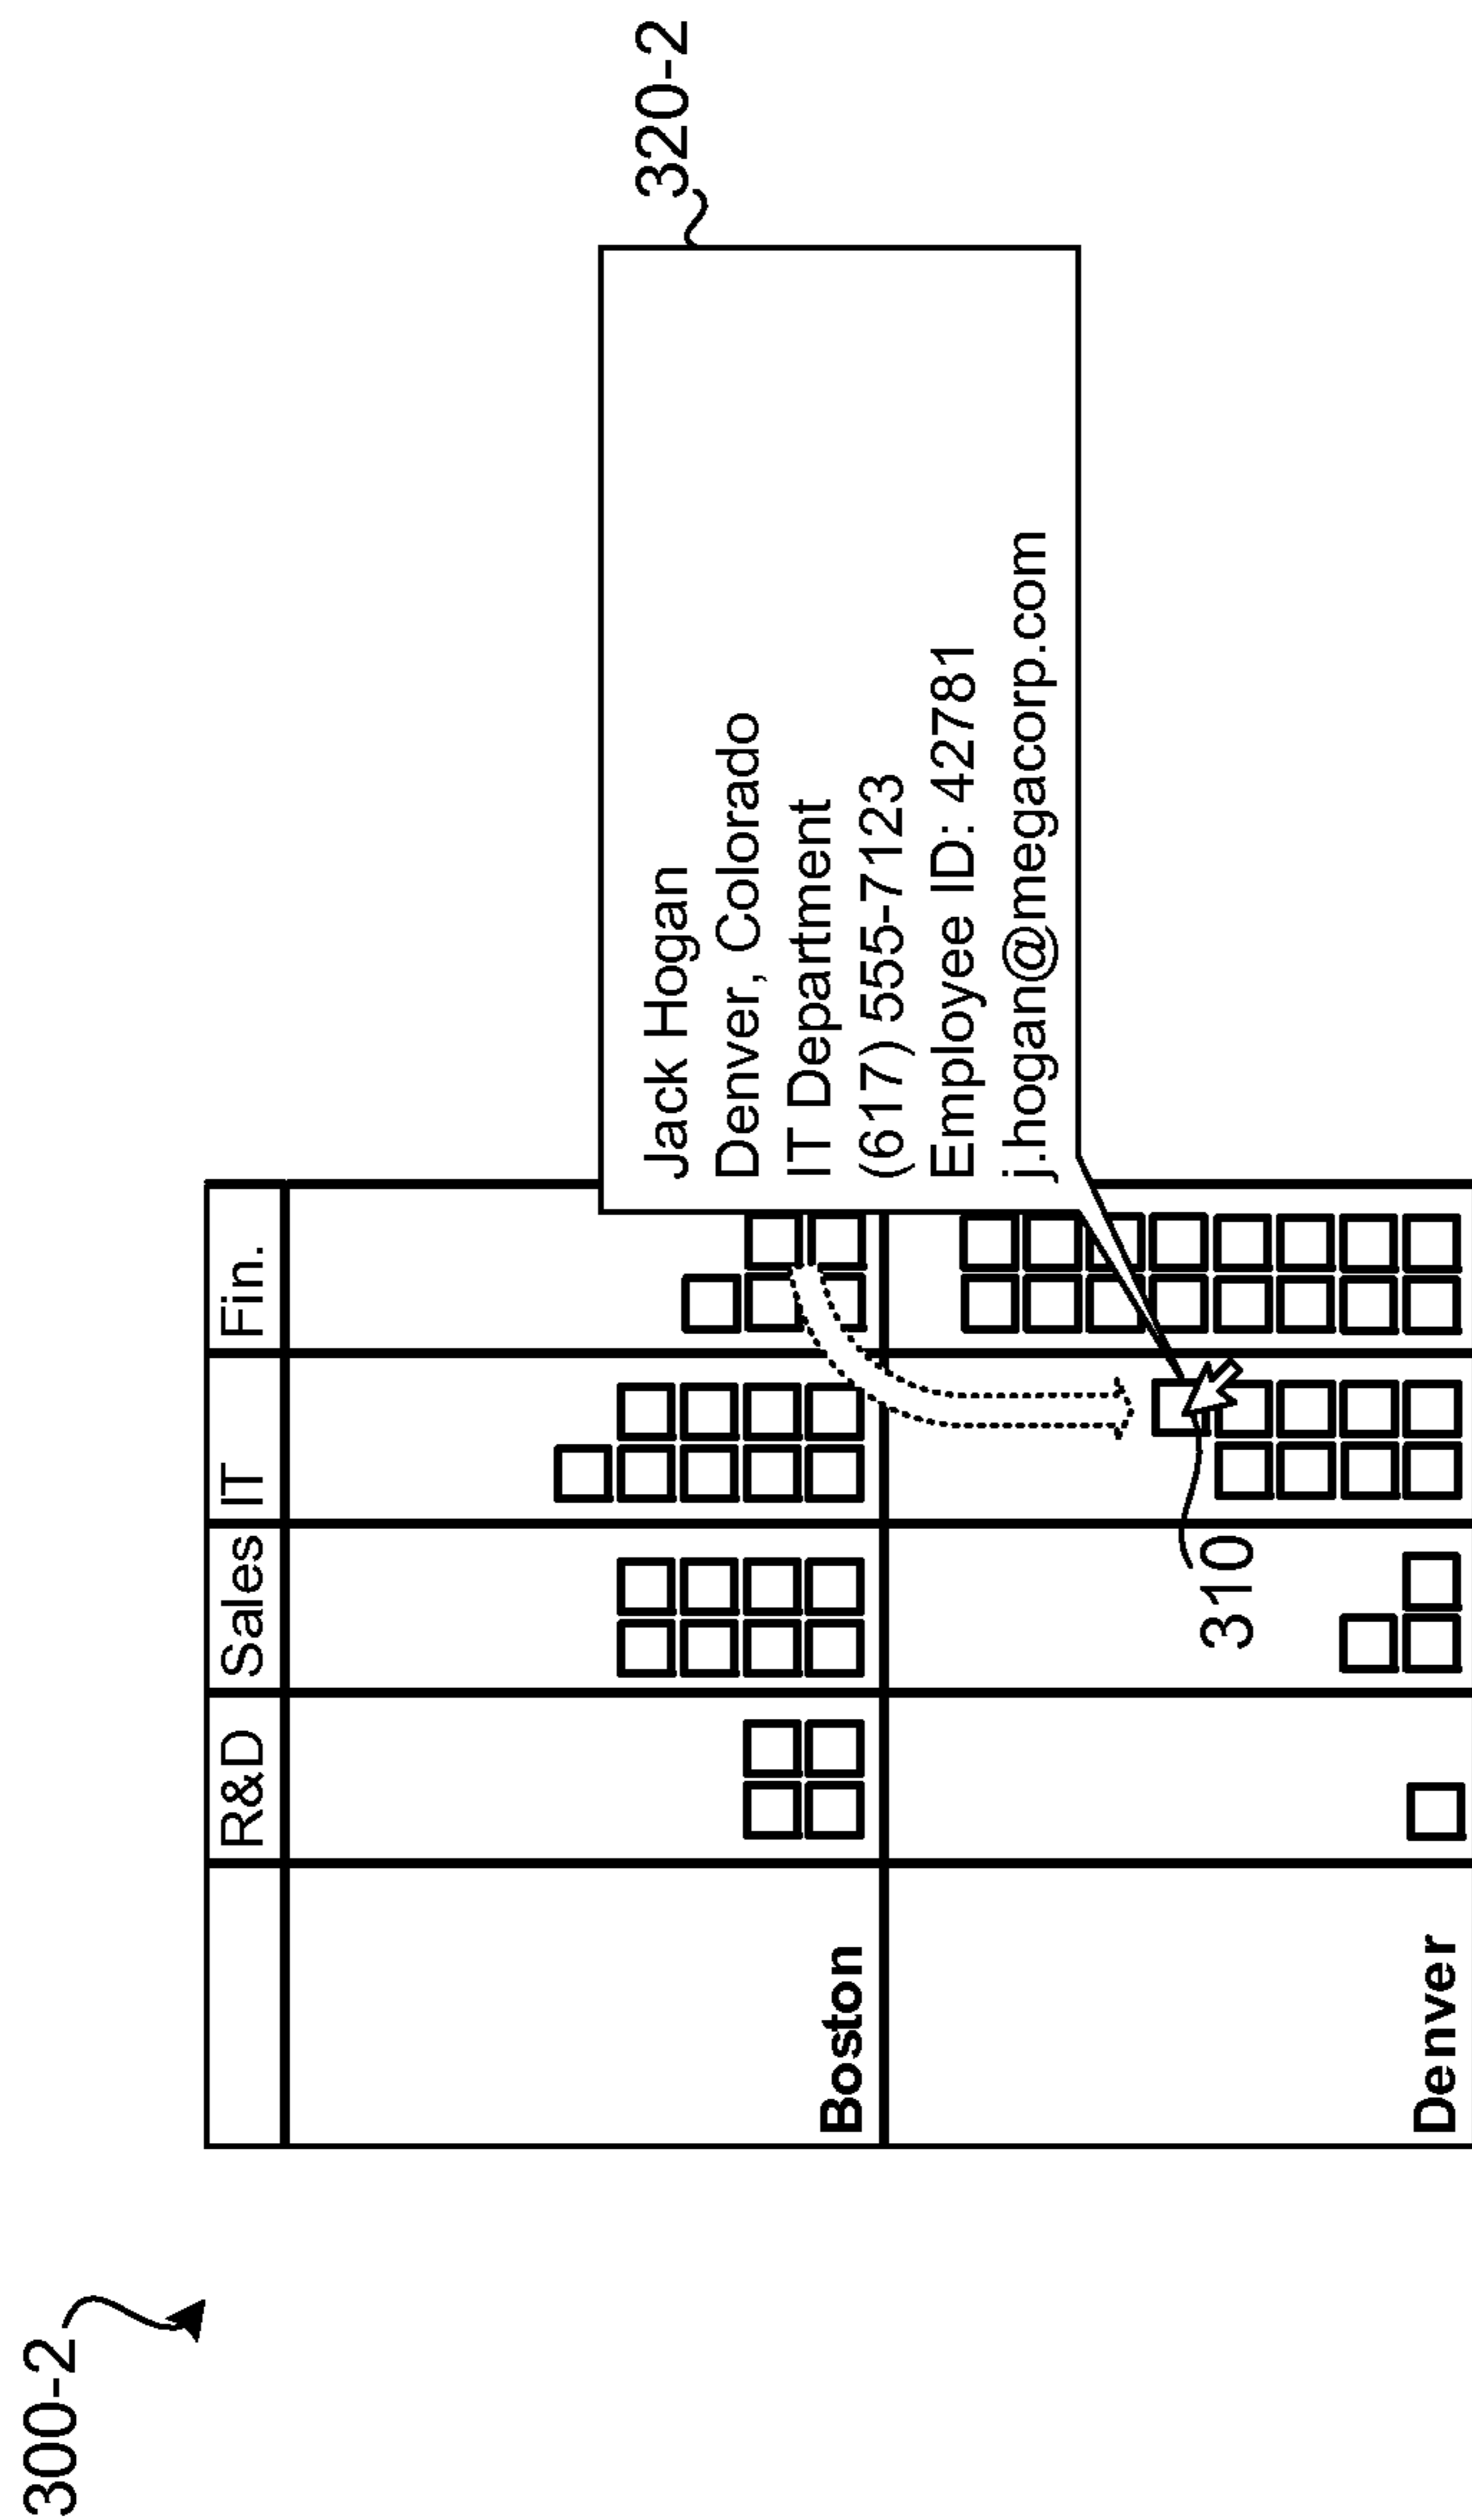 300-2
320-2
R&D Sales IT Fin.
Jack Hogan
Denver, Colorado
IT Department
(617) 555-7123
Employee ID: 42781
j.hogan@megacorp.com
Boston
310
Denver